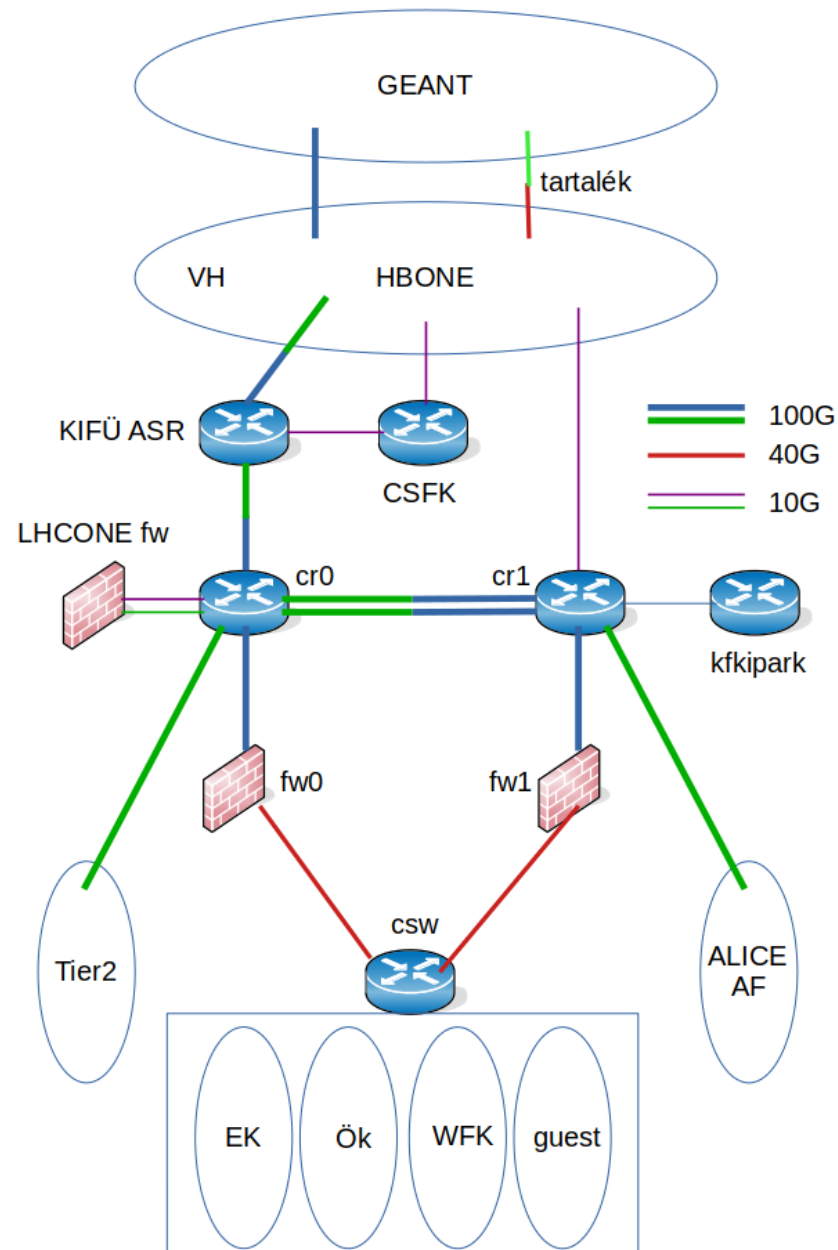 GEANT
tartalék
VH
HBONE
KIFÜ ASR
CSFK
100G
40G
10G
LHCONE fw
cr0
cr1
kfkipark
fw0
fw1
csw
Tier2
ALICE
AF
EK
Ök
WFK
guest